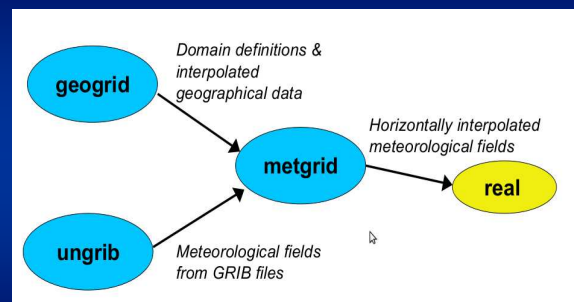 geogrid
Domain definitions &
interpolated
geographical data
metgrid
Horizontally interpolated
meteorological fields
real
ungrib
Meteorological fields
from GRIB files